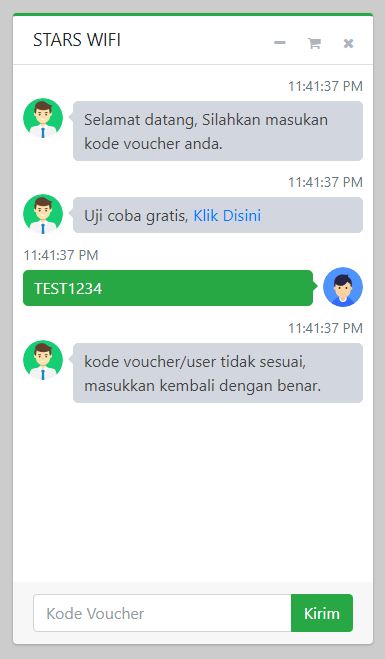 STARS WIFI
11:41:37 PM
Selamat datang, Silahkan masukan
kode voucher anda.
11:41:37 PM
Uji coba gratis, Klik Disini
11:41:37 PM
TEST1234
11:41:37 PM
kode voucher/user tidak sesuai,
masukkan kembali dengan benar.
Kode Voucher
Kirim